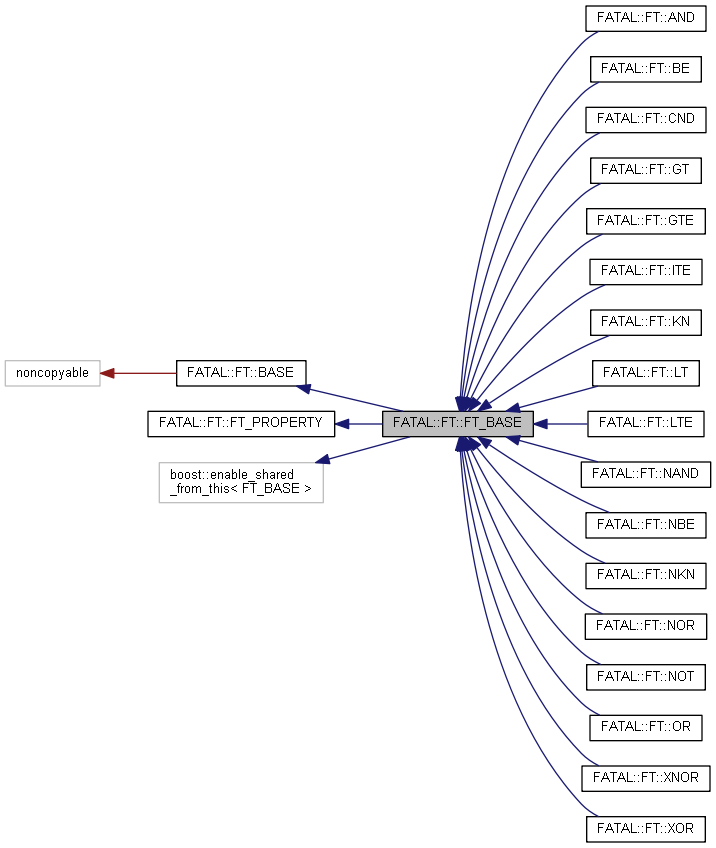 FATAL::FT::AND
FATAL::FT::BE
FATAL::FT::CND
FATAL::FT::GT
FATAL::FT::GTE
FATAL::FT::ITE
FATAL::FT::KN
noncopyable
FATAL::FT::BASE
FATAL::FT::LT
FATAL::FT::FT_PROPERTY
FATAL::FT::FT_BASE
FATAL::FT::LTE
boost::enable_shared
_from_this< FT_BASE >
FATAL::FT::NAND
FATAL::FT::NBE
FATAL::FT::NKN
FATAL::FT::NOR
FATAL::FT::NOT
FATAL::FT::OR
FATAL::FT::XNOR
FATAL::FT::XOR